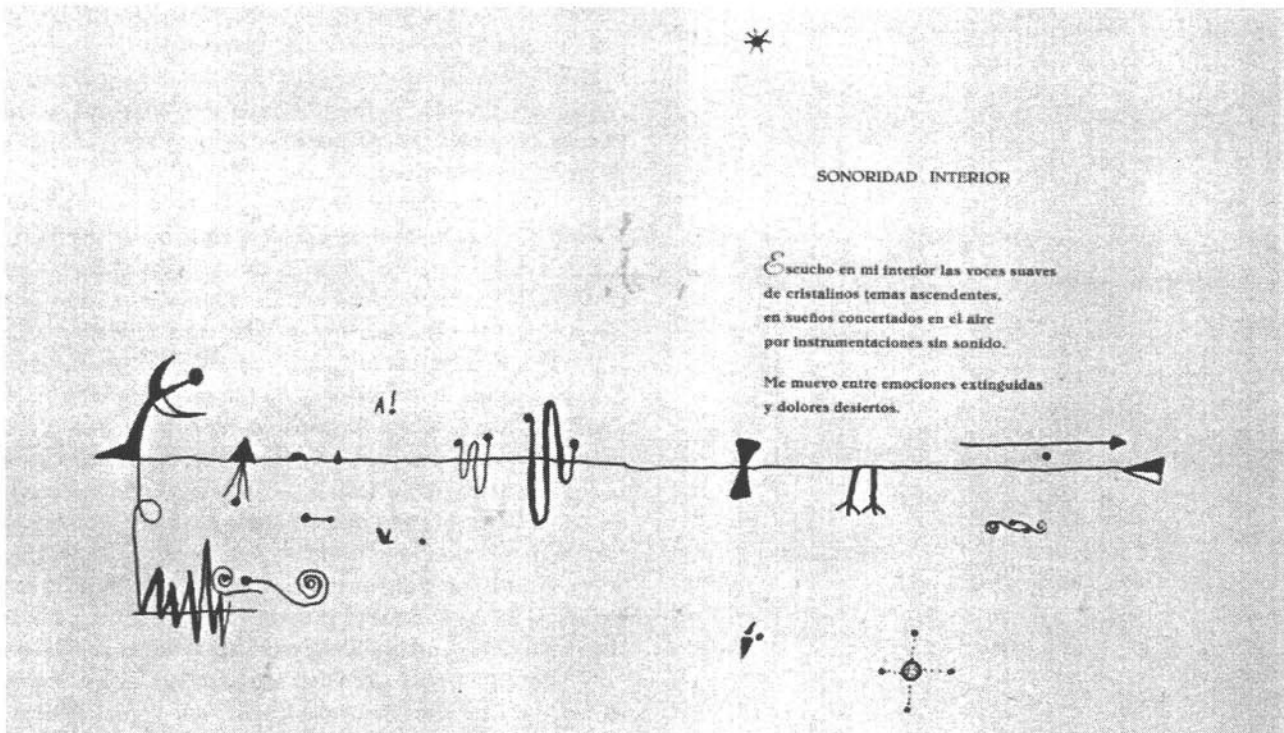 SONORIDAD INTERIOR
Escucho en mi interior las voces suaves
de cristalinos temas ascendentes,
en sueños concertados en el aire
por instrumentaciones sin sonido.
Me muevo entre emociones extinguidas
y dolores desiertos.
A!